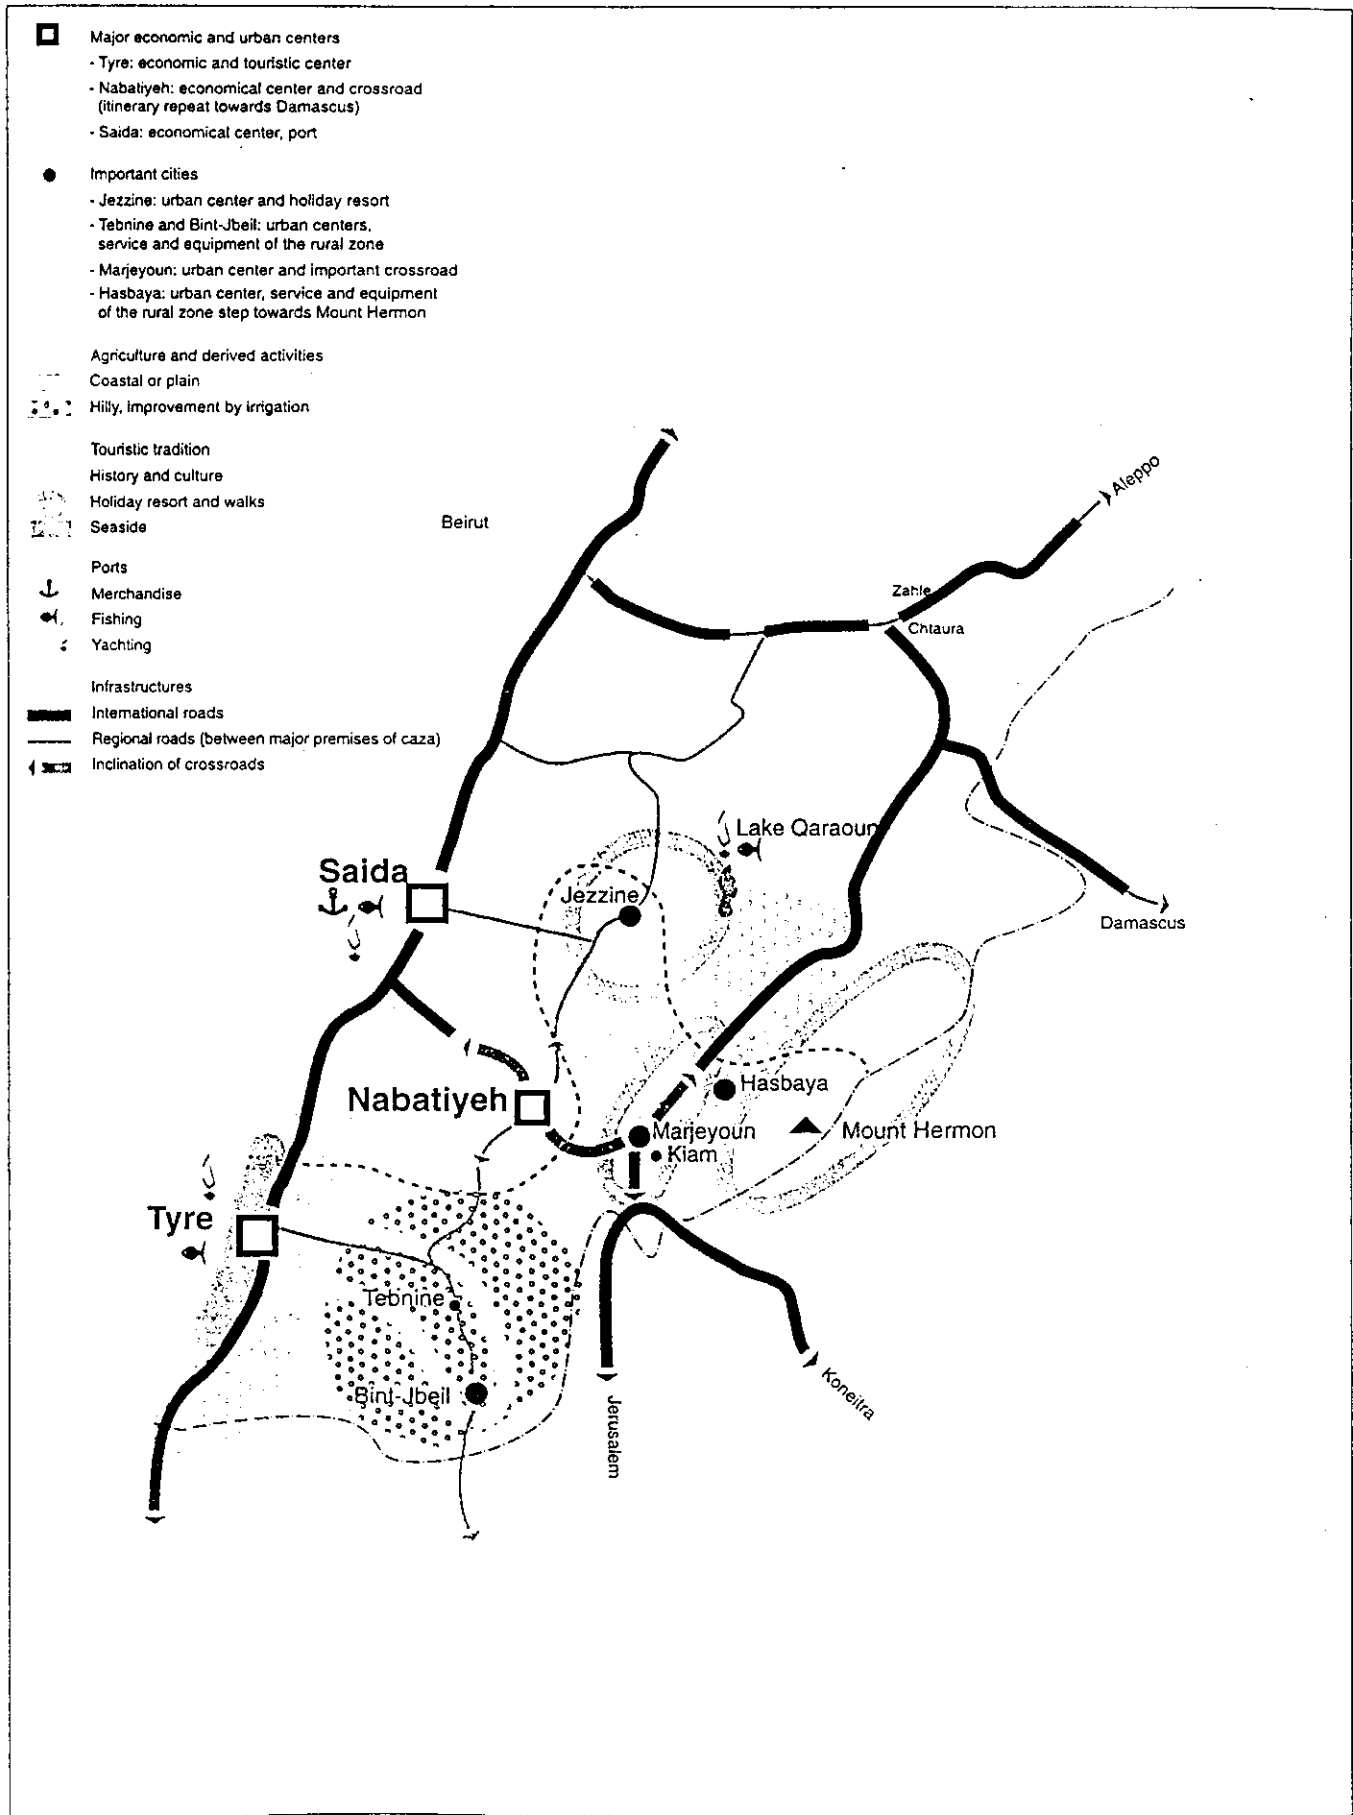 Major economic and urban centers
- Tyre: economic and touristic center
- Nabatiyeh: economical center and crossroad
(itinerary repeat towards Damascus)
- Saida: economical center, port
Important cities
- Jezzine: urban center and holiday resort
- Tebnine and Bint-Jbeil: urban centers,
service and equipment of the rural zone
- Marjeyoun: urban center and important crossroad
- Hasbaya: urban center, service and equipment
of the rural zone step towards Mount Hermon
Agriculture and derived activities
Coastal or plain
Hilly, improvement by irrigation
Touristic tradition
History and culture
Holiday resort and walks
Seaside
Ports
Merchandise
Fishing
Yachting
Infrastructures
International roads
Regional roads (between major premises of caza)
Inclination of crossroads
Aleppo
Beirut
Zahle
Chtaura
Lake Qaraoun
Saida
Jezzine
Damascus
Hasbaya
Nabatiyeh
Marjeyoun
Mount Hermon
Kiam
Tyre
Tebnine
Bint-Jbeil
Koneitra
Jerusalem